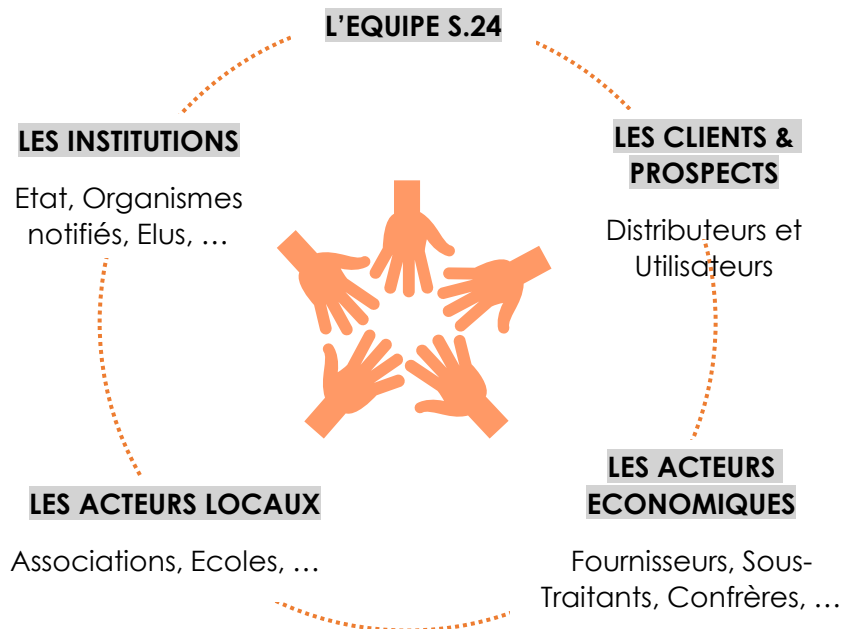 L’EQUIPE S.24
LES INSTITUTIONS
Etat, Organismes
notifiés, Elus, …
LES CLIENTS &
PROSPECTS
Distributeurs et
Utilisateurs
LES ACTEURS LOCAUX
Associations, Ecoles, …
LES ACTEURS
ECONOMIQUES
Fournisseurs, Sous-
Traitants, Confrères, …